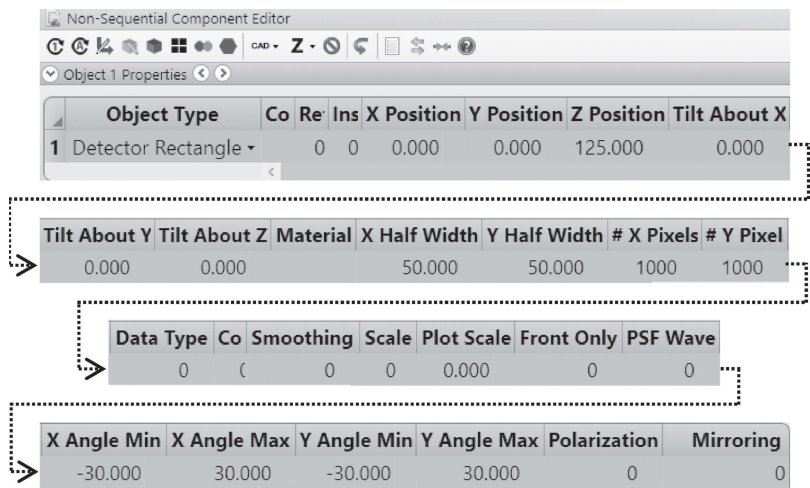 Non-Sequential Component Editor
CAD Z
Object 1 Properties
Object Type Co Re Ins X Position Y Position Z Position Tilt About X
1 Detector Rectangle 0 0 0.000 0.000 125.000 0.000
Tilt About Y Tilt About Z Material X Half Width Y Half Width # X Pixels # Y Pixel
0.000 0.000 50.000 50.000 1000 1000
Data Type Co Smoothing Scale Plot Scale Front Only PSF Wave
0 0 0 0.000 0 0
X Angle Min X Angle Max Y Angle Min Y Angle Max Polarization Mirroring
-30.000 30.000 -30.000 30.000 0 0